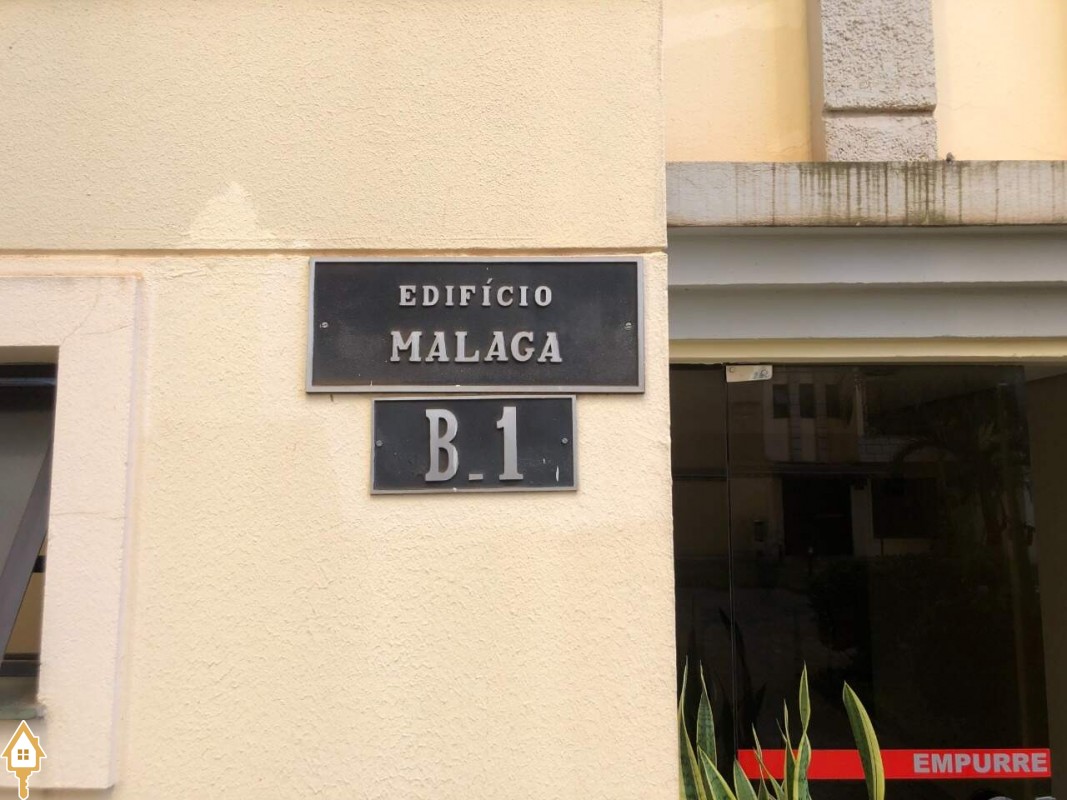 EDIFÍCIO
MALAGA
B_1
EMPURRE